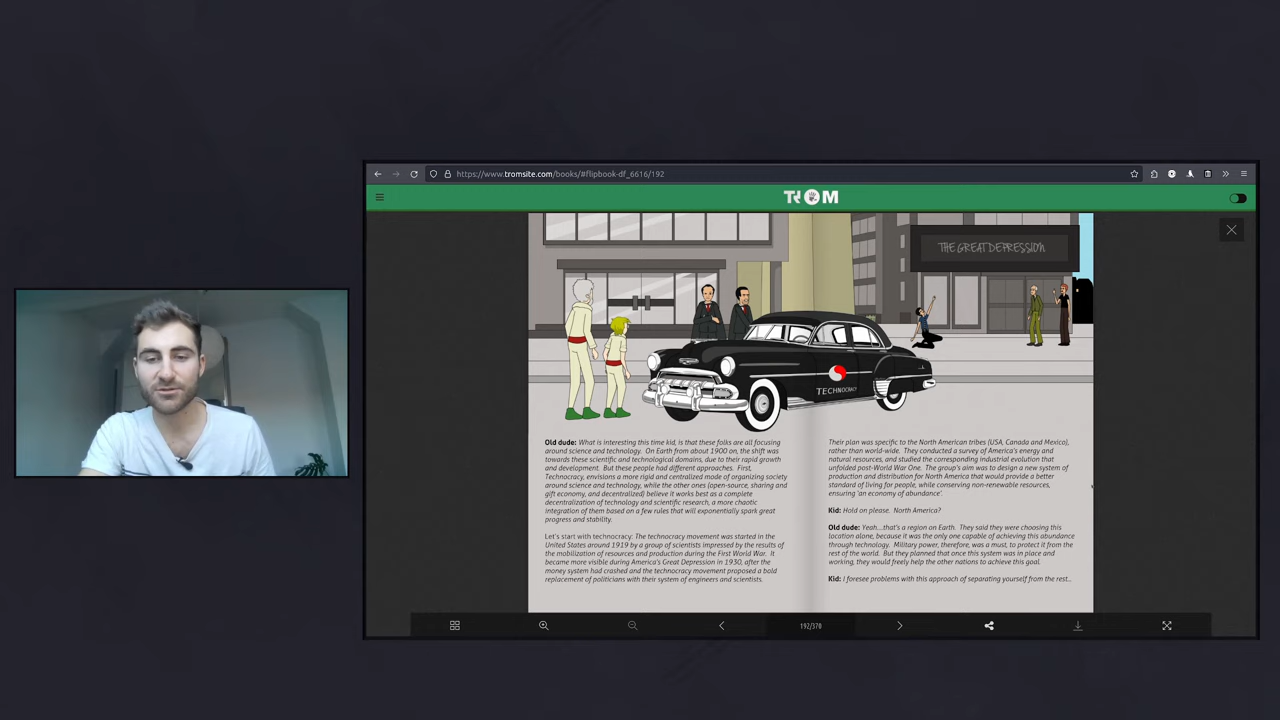 https://www.tromsite.com/books/#flipbook-df_6616/192
TROM
THE GREAT DEPRESSION
TECHNOCRACY
Old dude: What is interesting this time kid, is that these folks are all focusing
around science and technology. On Earth from about 1900 on, the shift was
towards these scientific and technological domains, due to their rapid growth
and development. But these people had different approaches. First,
Technocracy, envisions a more rigid and centralized mode of organizing society
around science and technology, while the other ones (open-source, sharing and
gift economy, and decentralized) believe it works best as a complete
decentralization of technology and scientific research, a more chaotic
integration of them based on a few rules that will exponentially spark great
progress and stability.
Let's start with technocracy: The technocracy movement was started in the
United States around 1919 by a group of scientists impressed by the results of
the mobilization of resources and production during the First World War. It
became more visible during America's Great Depression in 1930, after the
money system had crashed and the technocracy movement proposed a bold
replacement of politicians with their system of engineers and scientists.
Their plan was specific to the North American tribes (USA, Canada and Mexico),
rather than world-wide. They conducted a survey of America's energy and
natural resources, and studied the corresponding industrial evolution that
unfolded post-World War One. The group's aim was to design a new system of
production and distribution for North America that would provide a better
standard of living for people, while conserving non-renewable resources,
ensuring 'an economy of abundance'.
Kid: Hold on please. North America?
Old dude: Yeah....that's a region on Earth. They said they were choosing this
location alone, because it was the only one capable of achieving this abundance
through technology. Military power, therefore, was a must, to protect it from the
rest of the world. But they planned that once this system was in place and
working, they would freely help the other nations to achieve this goal.
Kid: I foresee problems with this approach of separating yourself from the rest...
192/370